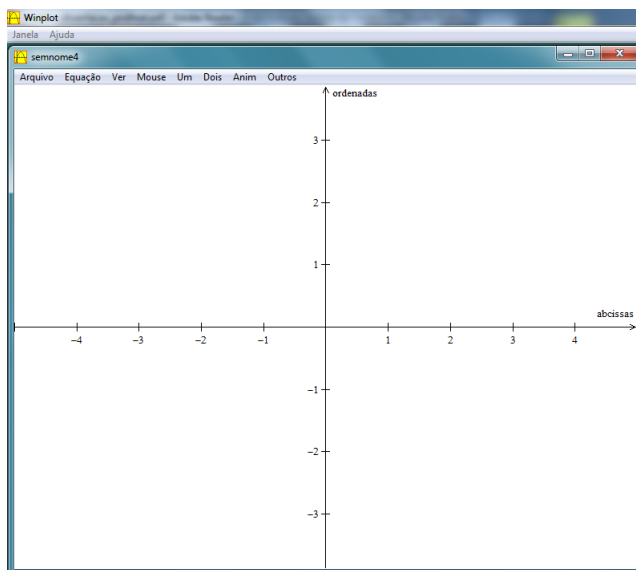 Winplot
Janela Ajuda
semnome4
Arquivo Equação Ver Mouse Um Dois Anim Outros
ordenadas
3
2
1
abcissas
−4 −3 −2 −1 1 2 3 4
−1
−2
−3